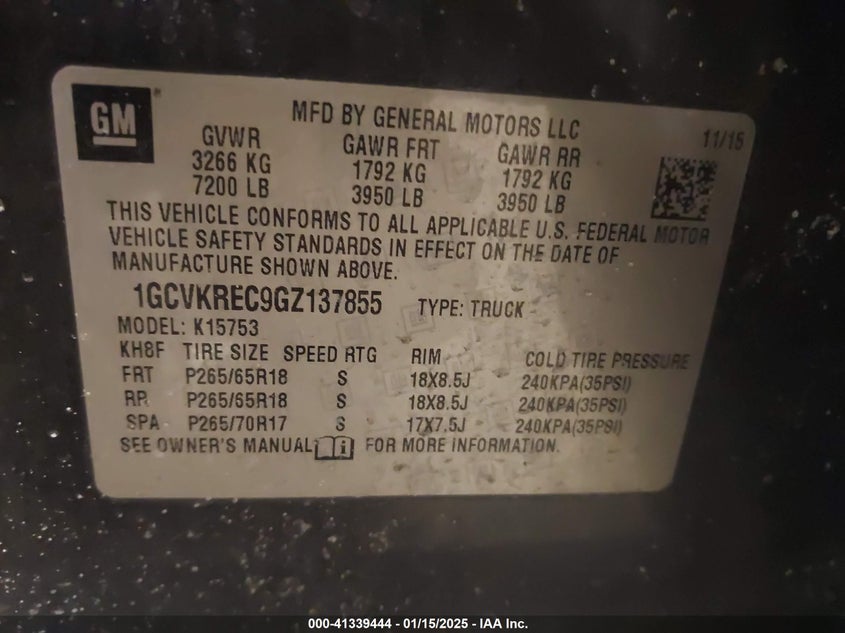 GM
MFD BY GENERAL MOTORS LLC
11/15
GVWR GAWR FRT GAWR RR
3266 KG 1792 KG 1792 KG
7200 LB 3950 LB 3950 LB
THIS VEHICLE CONFORMS TO ALL APPLICABLE U.S. FEDERAL MOTOR
VEHICLE SAFETY STANDARDS IN EFFECT ON THE DATE OF
MANUFACTURE SHOWN ABOVE.
1GCVKREC9GZ137855 TYPE: TRUCK
MODEL: K15753
KH8F TIRE SIZE SPEED RTG RIM COLD TIRE PRESSURE
FRT P265/65R18 S 18X8.5J 240KPA(35PSI)
RR P265/65R18 S 18X8.5J 240KPA(35PSI)
SPA P265/70R17 S 17X7.5J 240KPA(35PSI)
SEE OWNER'S MANUAL FOR MORE INFORMATION.
000-41339444 - 01/15/2025 - IAA Inc.